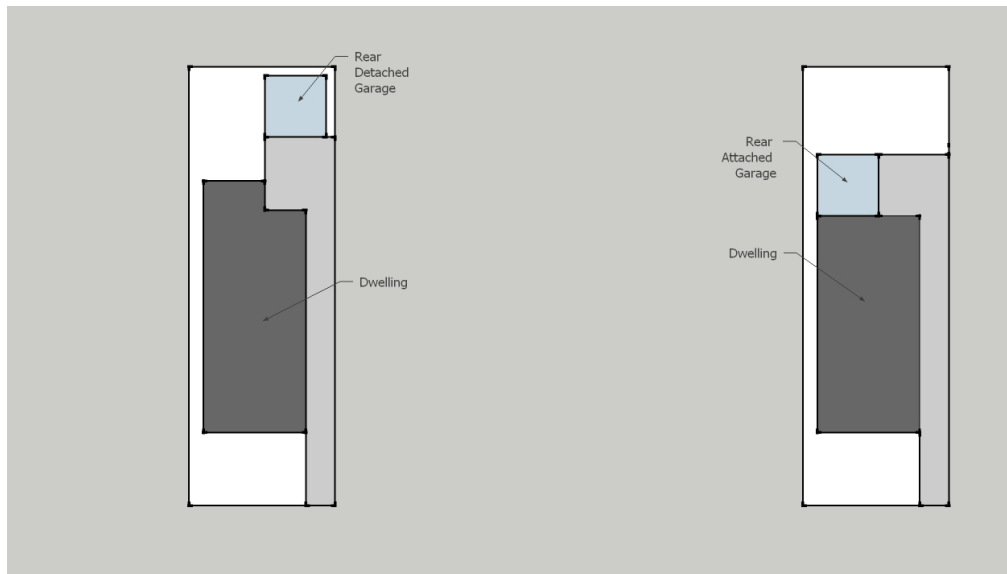 Rear
Detached
Garage
Dwelling
Rear
Attached
Garage
Dwelling